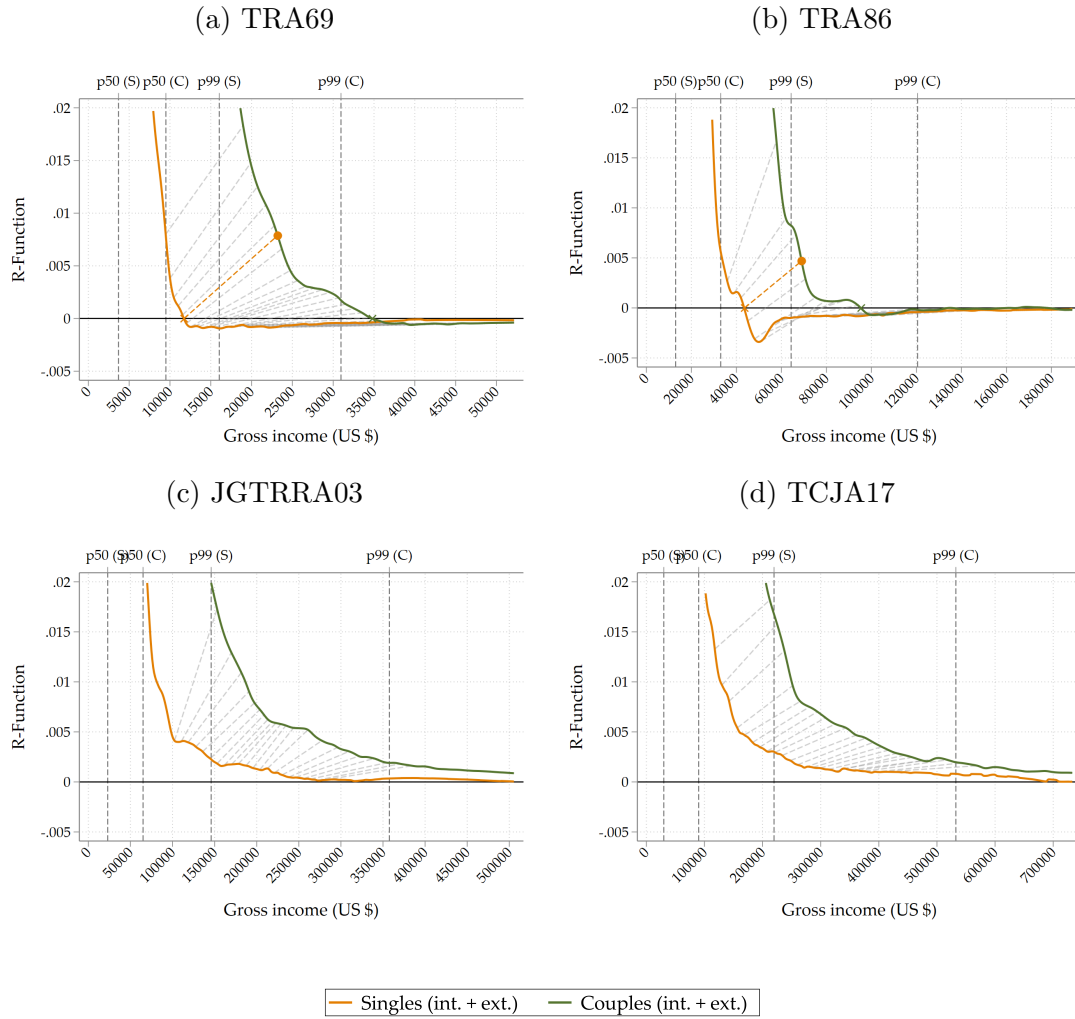 (a) TRA69
p50 (S) p50 (C) p99 (S) p99 (C)
.02
.015
.01
.005
0
-.005
R-Function
0 5000 10000 15000 20000 25000 30000 35000 40000 45000 50000
Gross income (US $)
(b) TRA86
p50 (S) p50 (C) p99 (S) p99 (C)
.02
.015
.01
.005
0
-.005
R-Function
0 20000 40000 60000 80000 100000 120000 140000 160000 180000
Gross income (US $)
(c) JGTRRA03
p50 (S) p50 (C) p99 (S) p99 (C)
.02
.015
.01
.005
0
-.005
R-Function
0 50000 100000 150000 200000 250000 300000 350000 400000 450000 500000
Gross income (US $)
(d) TCJA17
p50 (S) p50 (C) p99 (S) p99 (C)
.02
.015
.01
.005
0
-.005
R-Function
0 100000 200000 300000 400000 500000 600000 700000
Gross income (US $)
Singles (int. + ext.) Couples (int. + ext.)